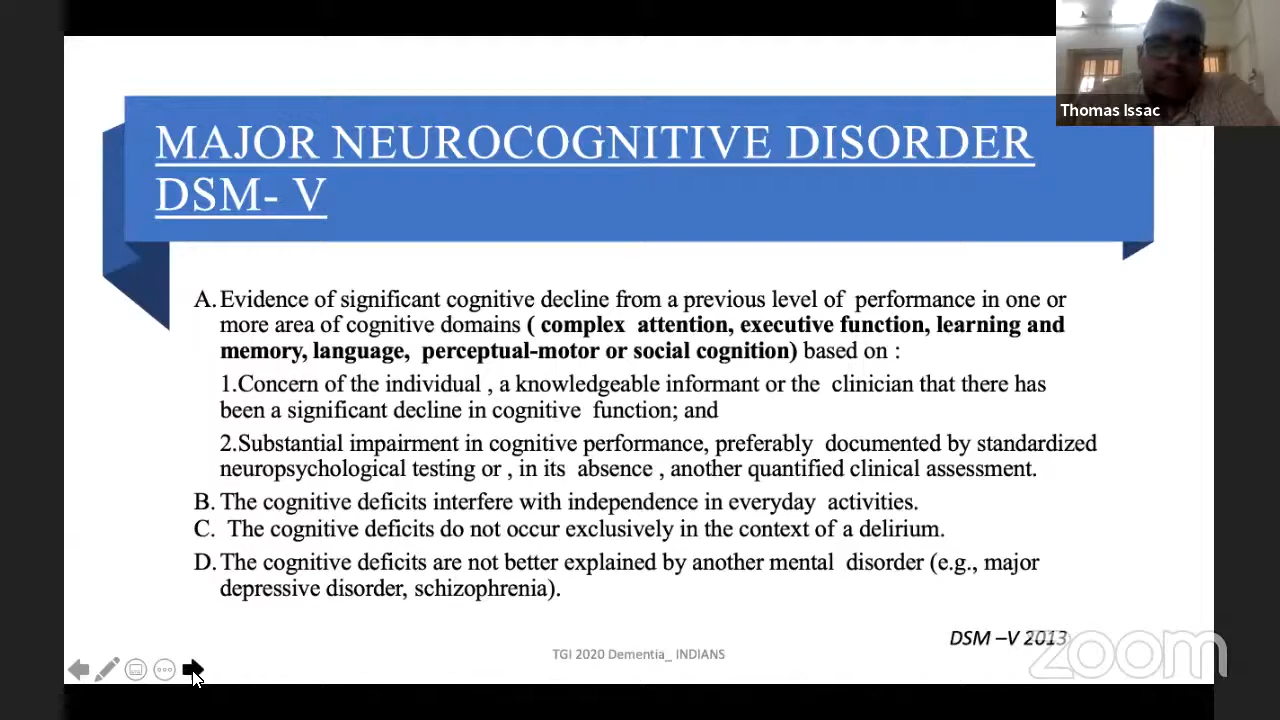 Thomas Issac
MAJOR NEUROCOGNITIVE DISORDER
DSM- V
A. Evidence of significant cognitive decline from a previous level of performance in one or
more area of cognitive domains ( complex attention, executive function, learning and
memory, language, perceptual-motor or social cognition) based on :
1.Concern of the individual , a knowledgeable informant or the clinician that there has
been a significant decline in cognitive function; and
2.Substantial impairment in cognitive performance, preferably documented by standardized
neuropsychological testing or , in its absence , another quantified clinical assessment.
B. The cognitive deficits interfere with independence in everyday activities.
C. The cognitive deficits do not occur exclusively in the context of a delirium.
D. The cognitive deficits are not better explained by another mental disorder (e.g., major
depressive disorder, schizophrenia).
DSM –V 2013
TGI 2020 Dementia_ INDIANS
zoom